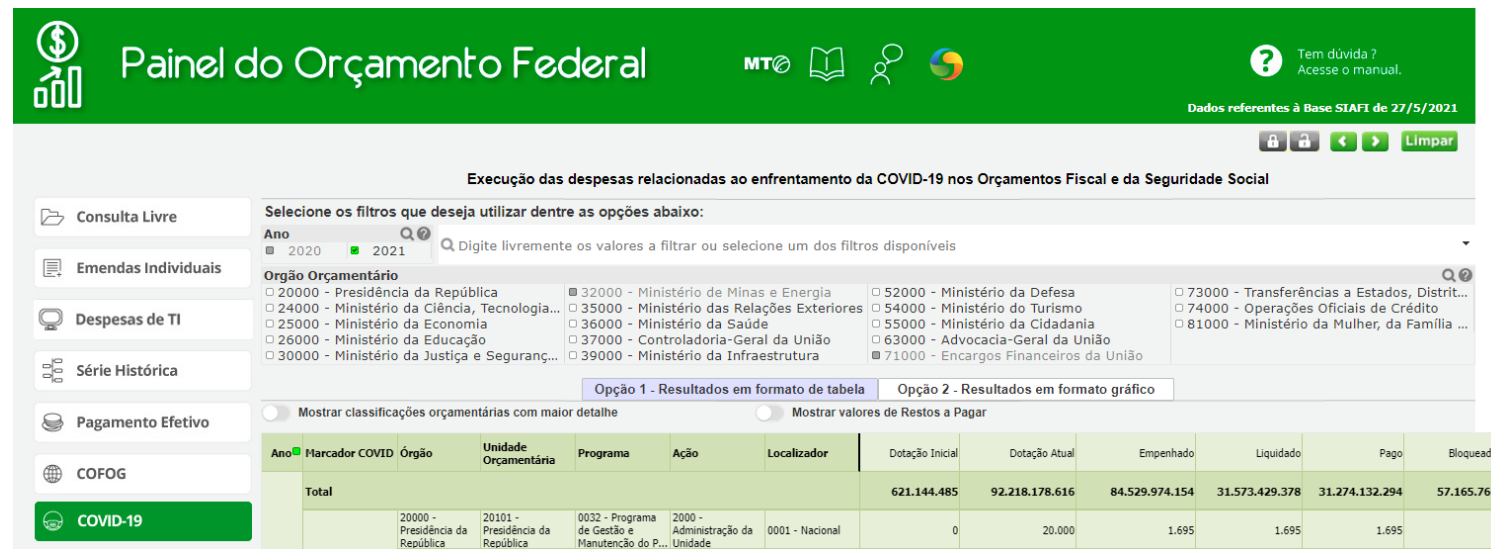 Painel do Orçamento Federal
MTO
Tem dúvida ?
Acesse o manual.
Dados referentes à Base SIAFI de 27/5/2021
Limpar
Execução das despesas relacionadas ao enfrentamento da COVID-19 nos Orçamentos Fiscal e da Seguridade Social
Consulta Livre
Emendas Individuais
Despesas de TI
Série Histórica
Pagamento Efetivo
COFOG
COVID-19
Selecione os filtros que deseja utilizar dentre as opções abaixo:
Ano
2020 2021
Digite livremente os valores a filtrar ou selecione um dos filtros disponíveis
Orgão Orçamentário
20000 - Presidência da República 32000 - Ministério de Minas e Energia 52000 - Ministério da Defesa 73000 - Transferências a Estados, Distrit...
24000 - Ministério da Ciência, Tecnologia... 35000 - Ministério das Relações Exteriores 54000 - Ministério do Turismo 74000 - Operações Oficiais de Crédito
25000 - Ministério da Economia 36000 - Ministério da Saúde 55000 - Ministério da Cidadania 81000 - Ministério da Mulher, da Família ...
26000 - Ministério da Educação 37000 - Controladoria-Geral da União 63000 - Advocacia-Geral da União
30000 - Ministério da Justiça e Seguranç... 39000 - Ministério da Infraestrutura 71000 - Encargos Financeiros da União
Opção 1 - Resultados em formato de tabela Opção 2 - Resultados em formato gráfico
Mostrar classificações orçamentárias com maior detalhe Mostrar valores de Restos a Pagar
Ano Marcador COVID Órgão Unidade Orçamentária Programa Ação Localizador Dotação Inicial Dotação Atual Empenhado Liquidado Pago Bloquead
Total 621.144.485 92.218.178.616 84.529.974.154 31.573.429.378 31.274.132.294 57.165.76
20000 - 20101 - 0032 - Programa 2000 -
Presidência da Presidência da de Gestão e Administração da 0001 - Nacional 0 20.000 1.695 1.695 1.695
República República Manutenção do P... Unidade